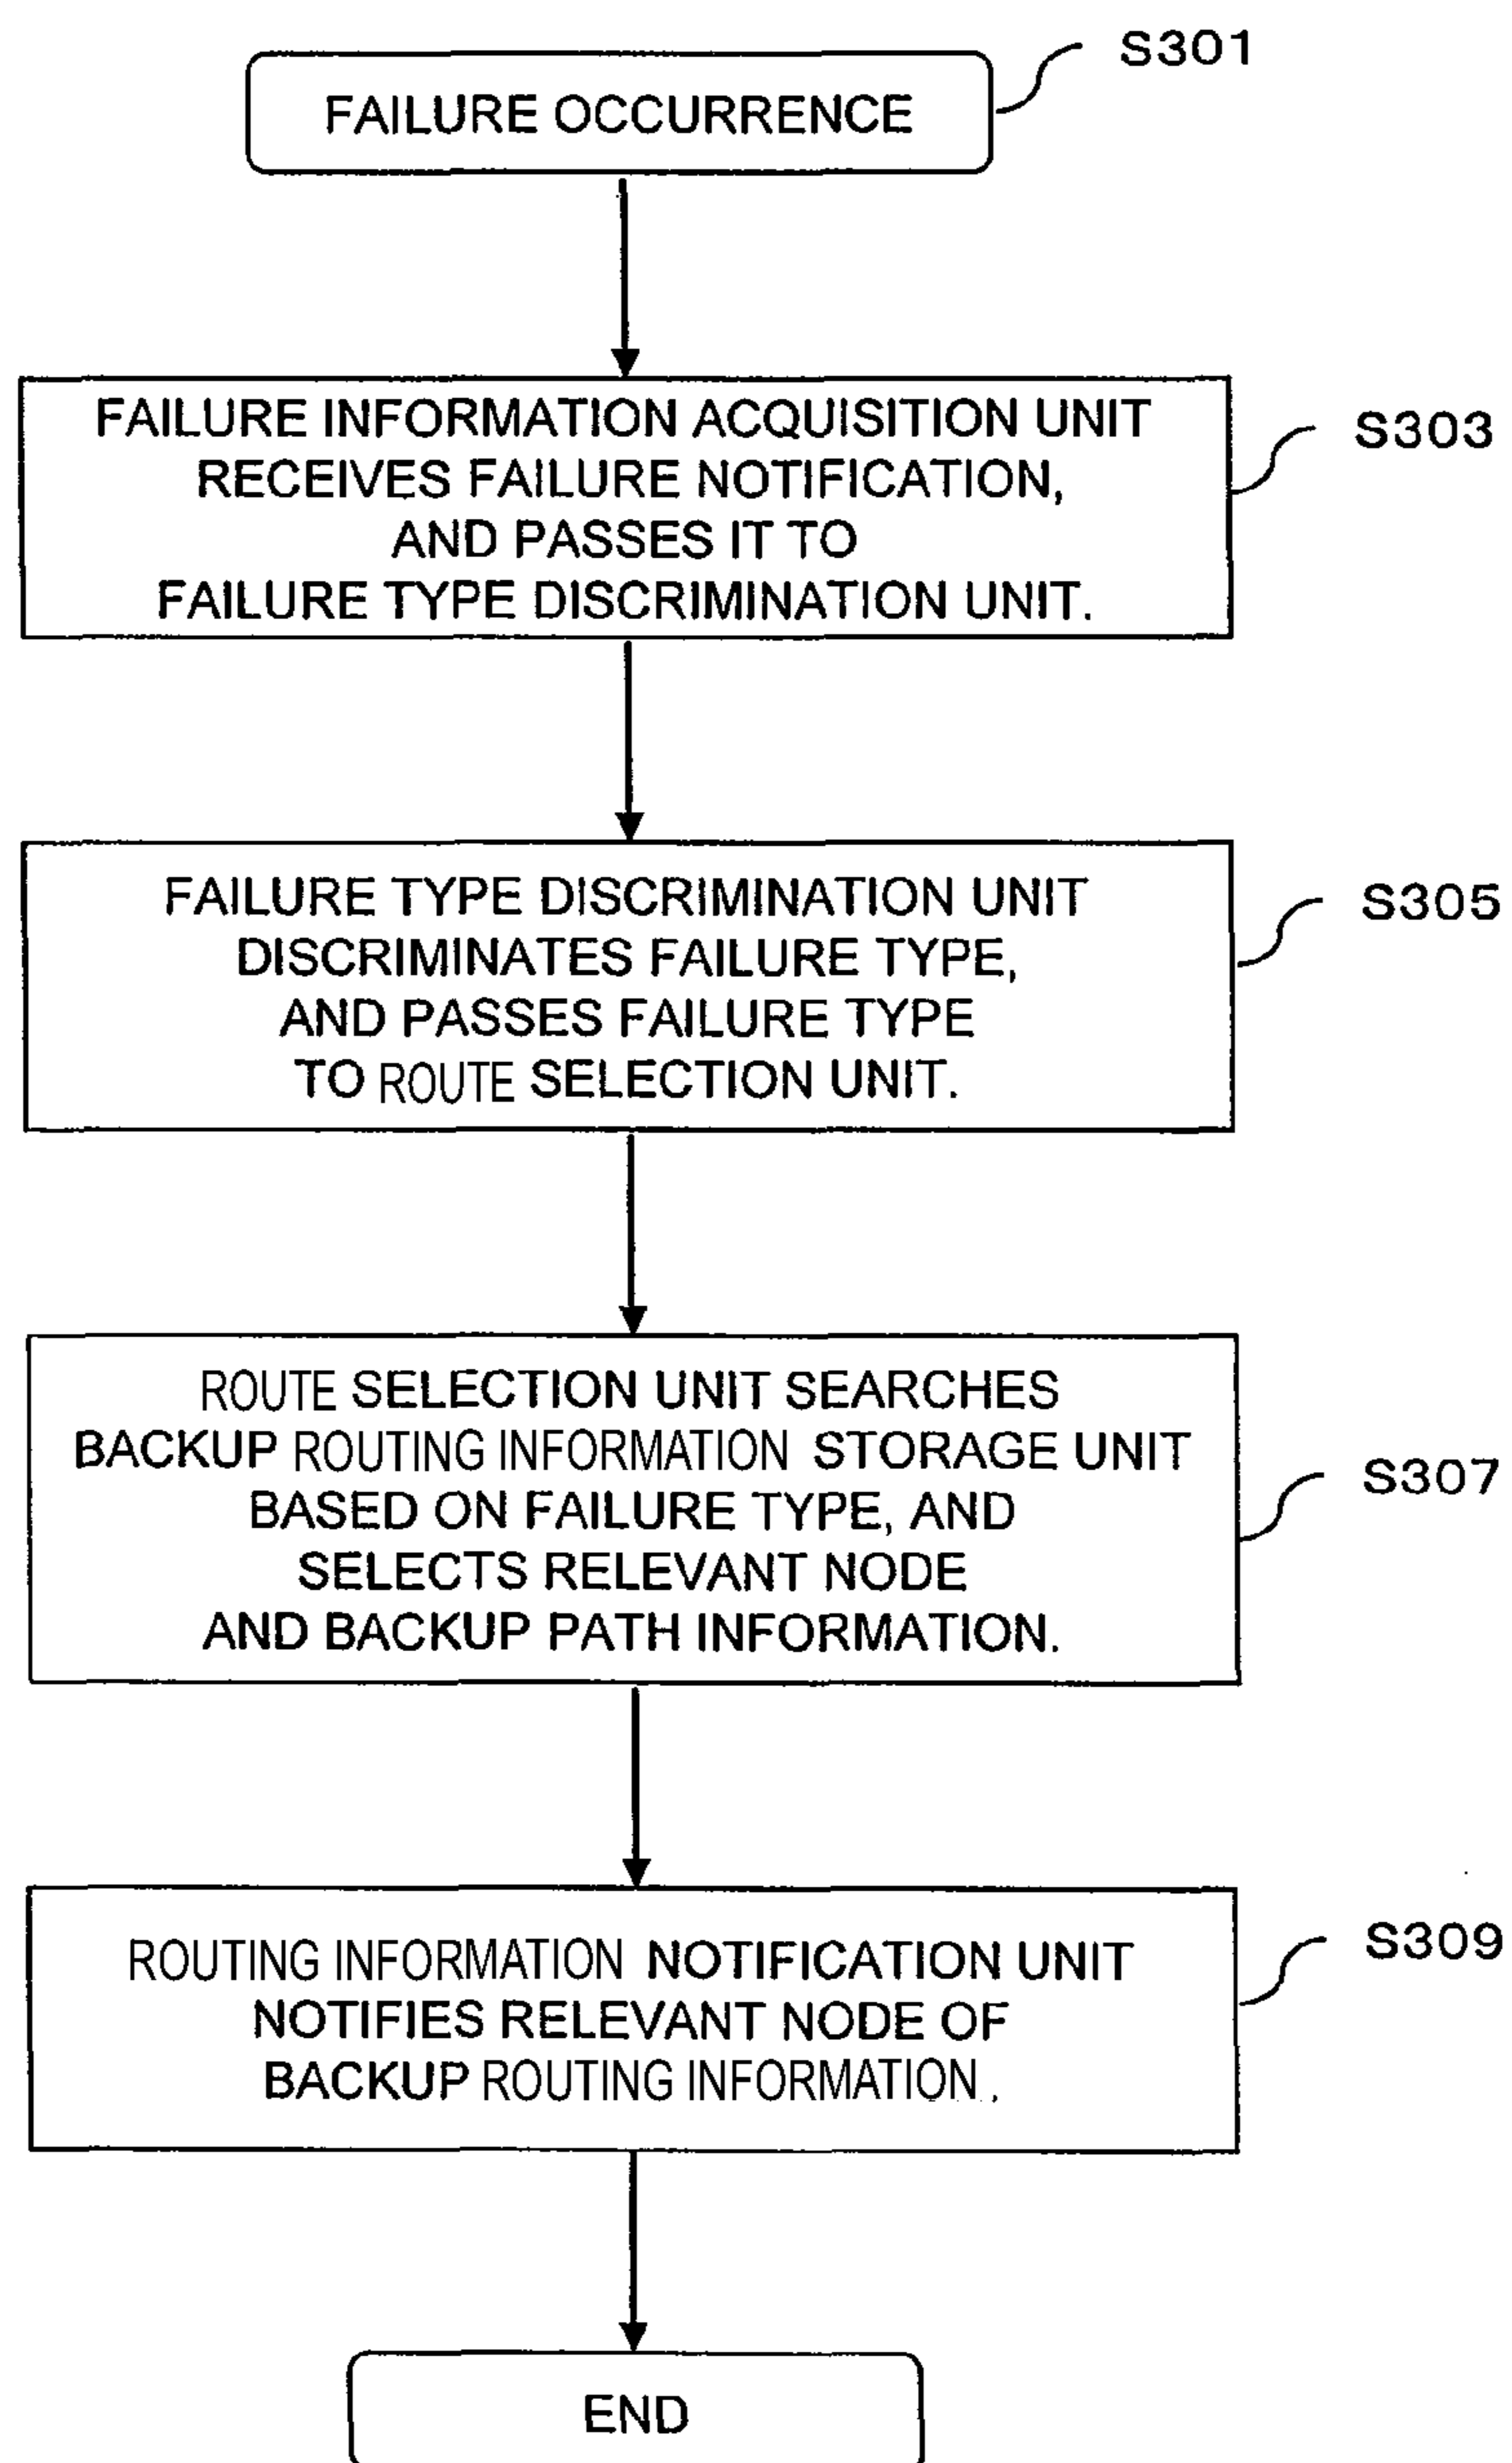 S301
FAILURE OCCURRENCE
FAILURE INFORMATION ACQUISITION UNIT
RECEIVES FAILURE NOTIFICATION,
AND PASSES IT TO
FAILURE TYPE DISCRIMINATION UNIT.
S303
FAILURE TYPE DISCRIMINATION UNIT
DISCRIMINATES FAILURE TYPE,
AND PASSES FAILURE TYPE
TO ROUTE SELECTION UNIT.
S305
ROUTE SELECTION UNIT SEARCHES
BACKUP ROUTING INFORMATION STORAGE UNIT
BASED ON FAILURE TYPE, AND
SELECTS RELEVANT NODE
AND BACKUP PATH INFORMATION.
S307
ROUTING INFORMATION NOTIFICATION UNIT
NOTIFIES RELEVANT NODE OF
BACKUP ROUTING INFORMATION.
S309
END